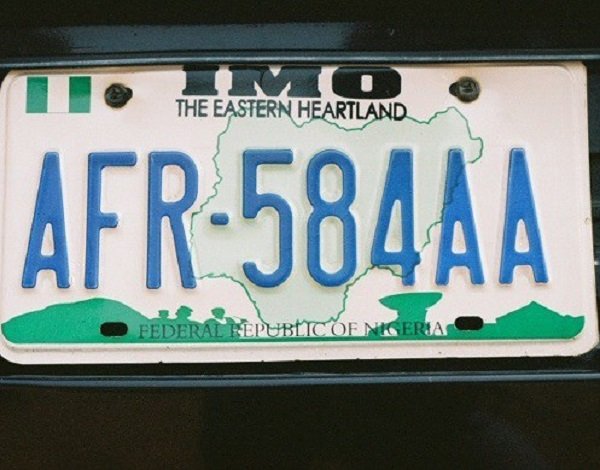 IMO
THE EASTERN HEARTLAND
AFR-584AA
FEDERAL REPUBLIC OF NIGERIA